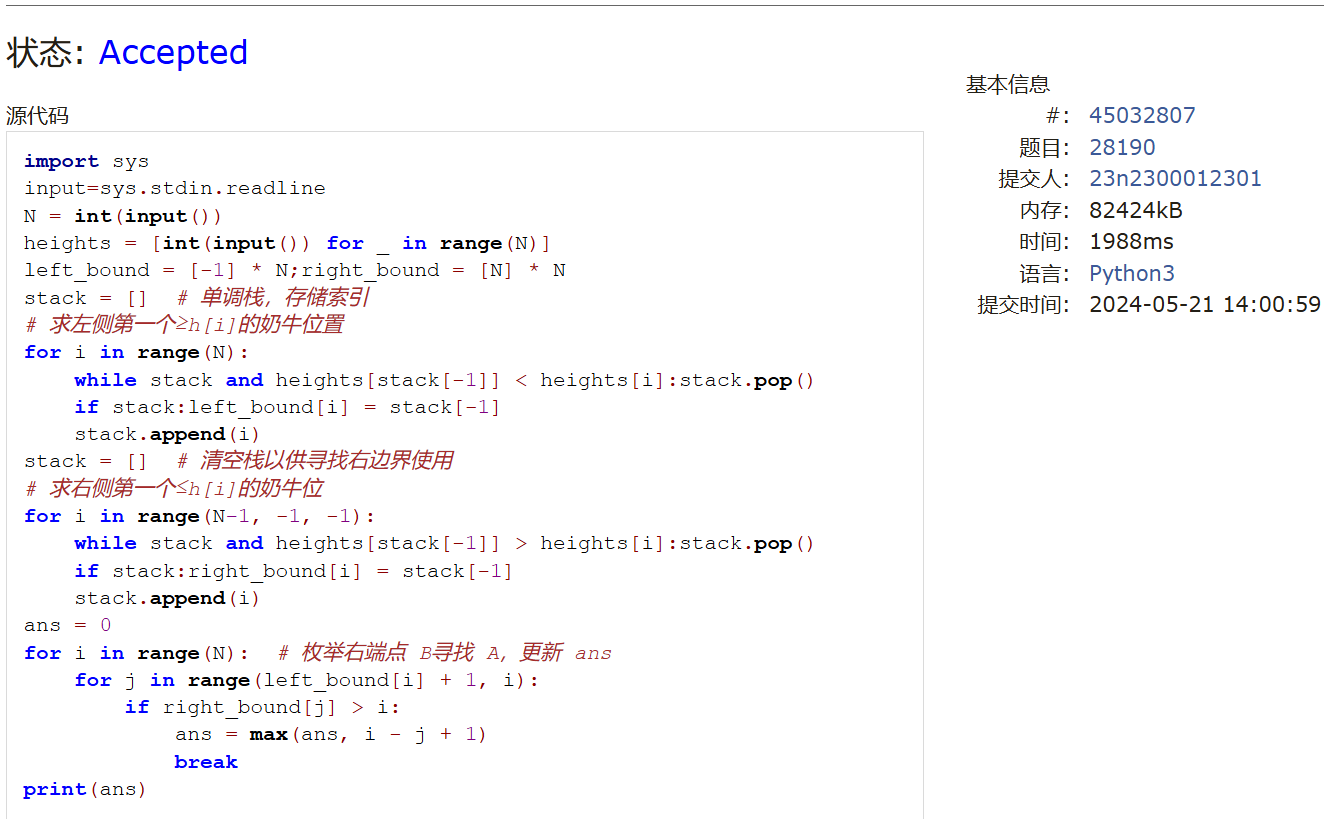 状态: Accepted
源代码
import sys
input=sys.stdin.readline
N = int(input())
heights = [int(input()) for _ in range(N)]
left_bound = [-1] * N;right_bound = [N] * N
stack = []  # 单调栈，存储索引
# 求左侧第一个≥h[i]的奶牛位置
for i in range(N):
    while stack and heights[stack[-1]] < heights[i]:stack.pop()
    if stack:left_bound[i] = stack[-1]
    stack.append(i)
stack = []  # 清空栈以供寻找右边界使用
# 求右侧第一个≤h[i]的奶牛位
for i in range(N-1, -1, -1):
    while stack and heights[stack[-1]] > heights[i]:stack.pop()
    if stack:right_bound[i] = stack[-1]
    stack.append(i)
ans = 0
for i in range(N):  # 枚举右端点 B寻找 A，更新 ans
    for j in range(left_bound[i] + 1, i):
        if right_bound[j] > i:
            ans = max(ans, i - j + 1)
            break
print(ans)
基本信息
#: 45032807
题目: 28190
提交人: 23n2300012301
内存: 82424kB
时间: 1988ms
语言: Python3
提交时间: 2024-05-21 14:00:59